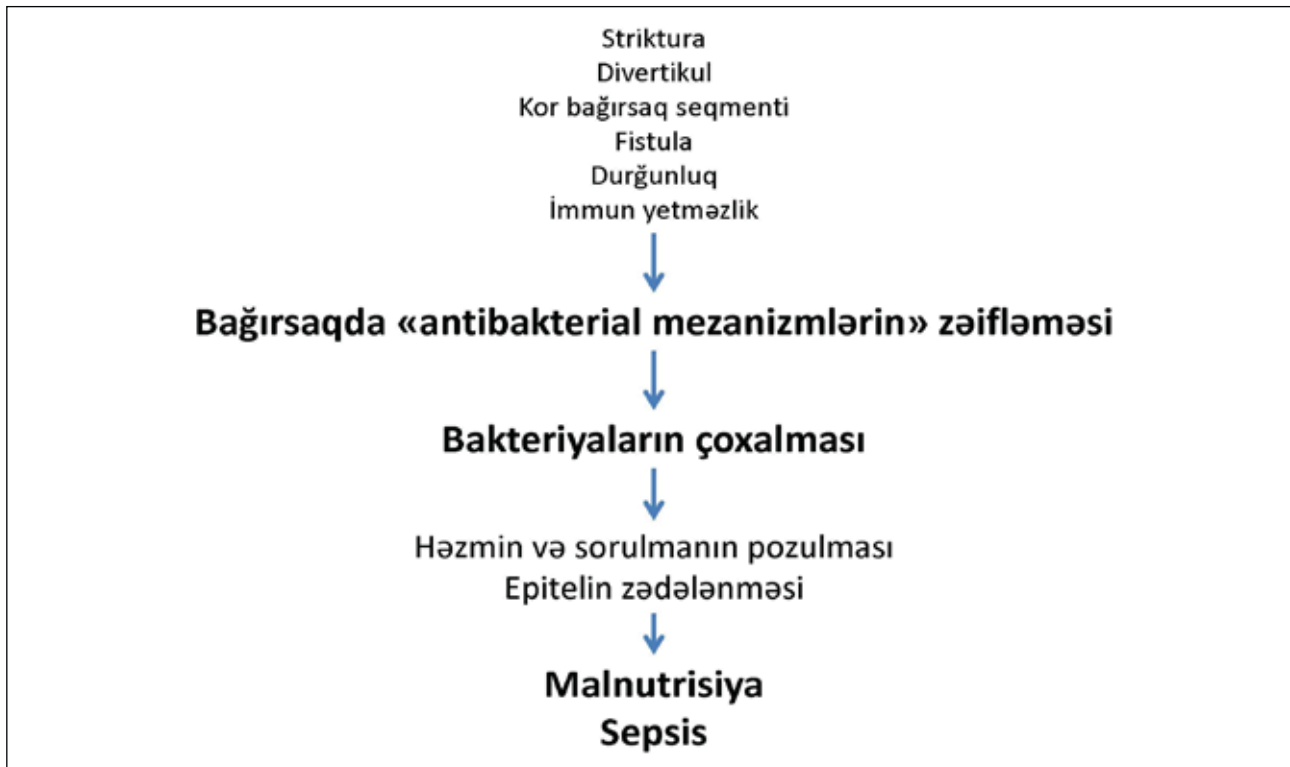 Striktura
Divertikul
Kor bağırsaq seqmenti
Fistula
Durğunluq
İmmun yetməzlik
Bağırsaqda «antibakterial mezanizmlərin» zəifləməsi
Bakteriyaların çoxalması
Həzmin və sorulmanın pozulması
Epitelin zədələnməsi
Malnutrisiya
Sepsis